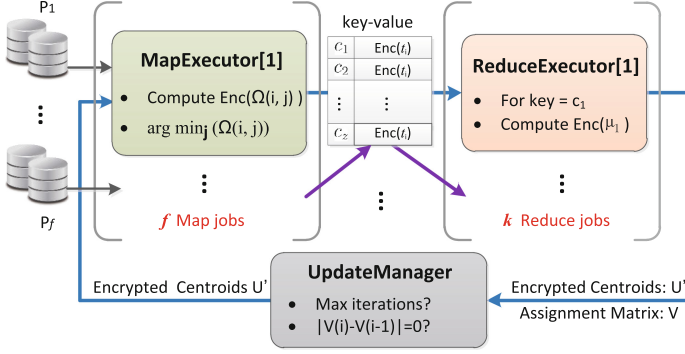 P1
key-value
MapExecutor[1]
• Compute Enc(Ω(i, j) )
• arg minj (Ω(i, j))
c1 Enc(ti)
c2 Enc(ti)
⋮ ⋮
cz Enc(ti)
ReduceExecutor[1]
• For key = c1
• Compute Enc(μ1 )
⋮
Pf
⋮
f Map jobs
⋮
⋮
k Reduce jobs
UpdateManager
• Max iterations?
• |V(i)-V(i-1)|=0?
Encrypted Centroids U'
Encrypted Centroids: U'
Assignment Matrix: V